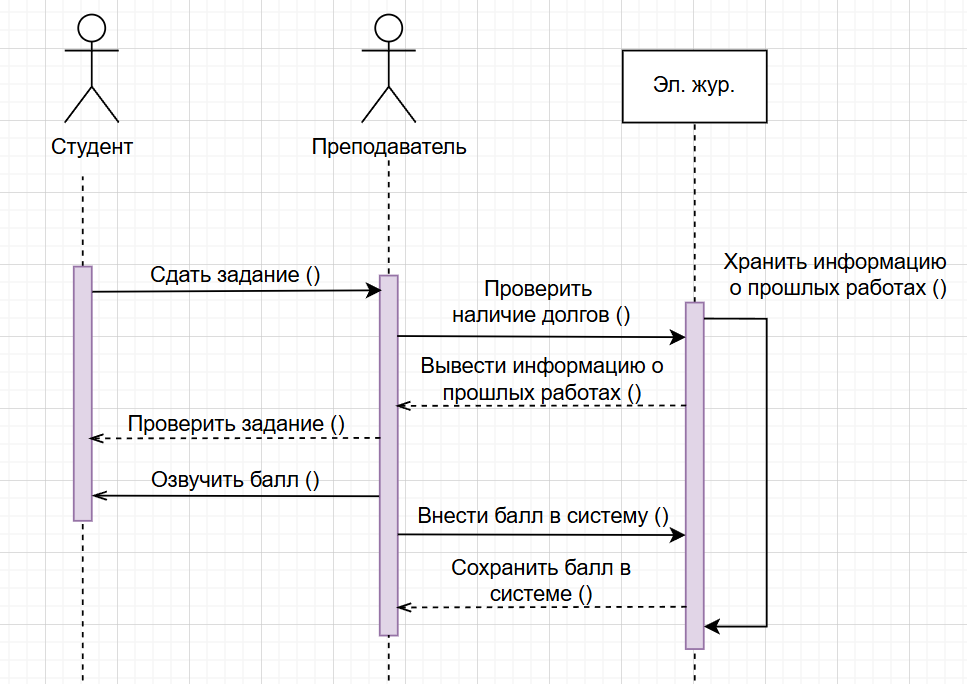 Студент
Преподаватель
Эл. жур.
Сдать задание ()
Проверить
наличие долгов ()
Хранить информацию
о прошлых работах ()
Вывести информацию о
прошлых работах ()
Проверить задание ()
Озвучить балл ()
Внести балл в систему ()
Сохранить балл в
системе ()